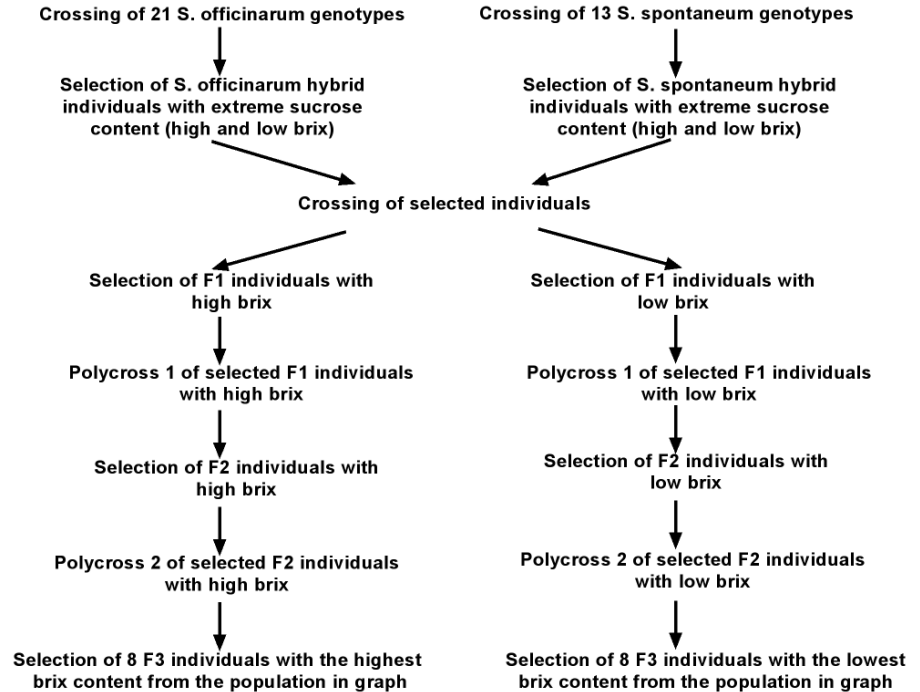 Crossing of 21 S. officinarum genotypes
Crossing of 13 S. spontaneum genotypes
Selection of S. officinarum hybrid
individuals with extreme sucrose
content (high and low brix)
Selection of S. spontaneum hybrid
individuals with extreme sucrose
content (high and low brix)
Crossing of selected individuals
Selection of F1 individuals with
high brix
Selection of F1 individuals with
low brix
Polycross 1 of selected F1 individuals
with high brix
Polycross 1 of selected F1 individuals
with low brix
Selection of F2 individuals with
high brix
Selection of F2 individuals with
low brix
Polycross 2 of selected F2 individuals
with high brix
Polycross 2 of selected F2 individuals
with low brix
Selection of 8 F3 individuals with the highest
brix content from the population in graph
Selection of 8 F3 individuals with the lowest
brix content from the population in graph